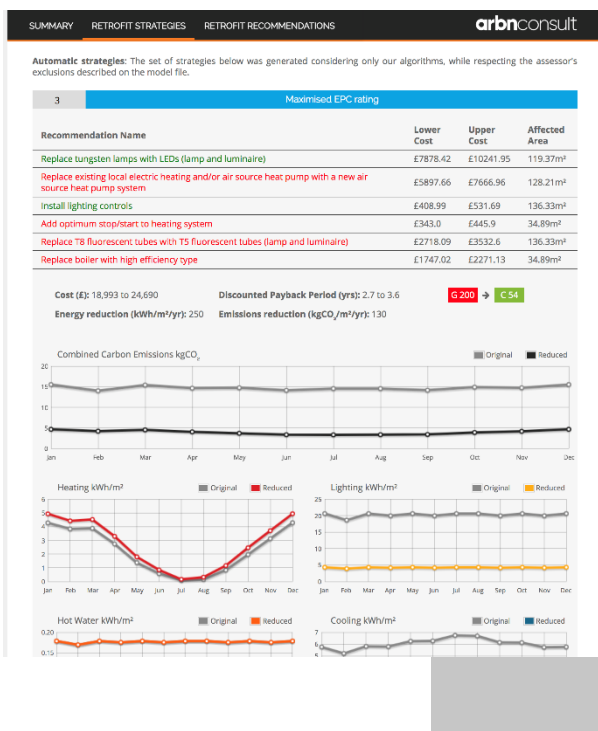 SUMMARY RETROFIT STRATEGIES RETROFIT RECOMMENDATIONS arbnconsult
Automatic strategies: The set of strategies below was generated considering only our algorithms, while respecting the assessor's
exclusions described on the model file.
3 Maximised EPC rating
Recommendation Name Lower Cost Upper Cost Affected Area
Replace tungsten lamps with LEDs (lamp and luminaire) £7878.42 £10241.95 119.37m²
Replace existing local electric heating and/or air source heat pump with a new air
source heat pump system £5897.66 £7666.96 128.21m²
Install lighting controls £408.99 £531.69 136.33m²
Add optimum stop/start to heating system £343.0 £445.9 34.89m²
Replace T8 fluorescent tubes with T5 fluorescent tubes (lamp and luminaire) £2718.09 £3532.6 136.33m²
Replace boiler with high efficiency type £1747.02 £2271.13 34.89m²
Cost (£): 18,993 to 24,690 Discounted Payback Period (yrs): 2.7 to 3.6 G 200 → C 54
Energy reduction (kWh/m²/yr): 250 Emissions reduction (kgCO₂/m²/yr): 130
Combined Carbon Emissions kgCO₂ Original Reduced
20
15
10
5
0
Jan Feb Mar Apr May Jun Jul Aug Sep Oct Nov Dec
Heating kWh/m² Original Reduced
6
5
4
3
2
1
0
Jan Feb Mar Apr May Jun Jul Aug Sep Oct Nov Dec
Lighting kWh/m² Original Reduced
25
20
15
10
5
0
Jan Feb Mar Apr May Jun Jul Aug Sep Oct Nov Dec
Hot Water kWh/m² Original Reduced
0.20
0.15
Cooling kWh/m² Original Reduced
7
6